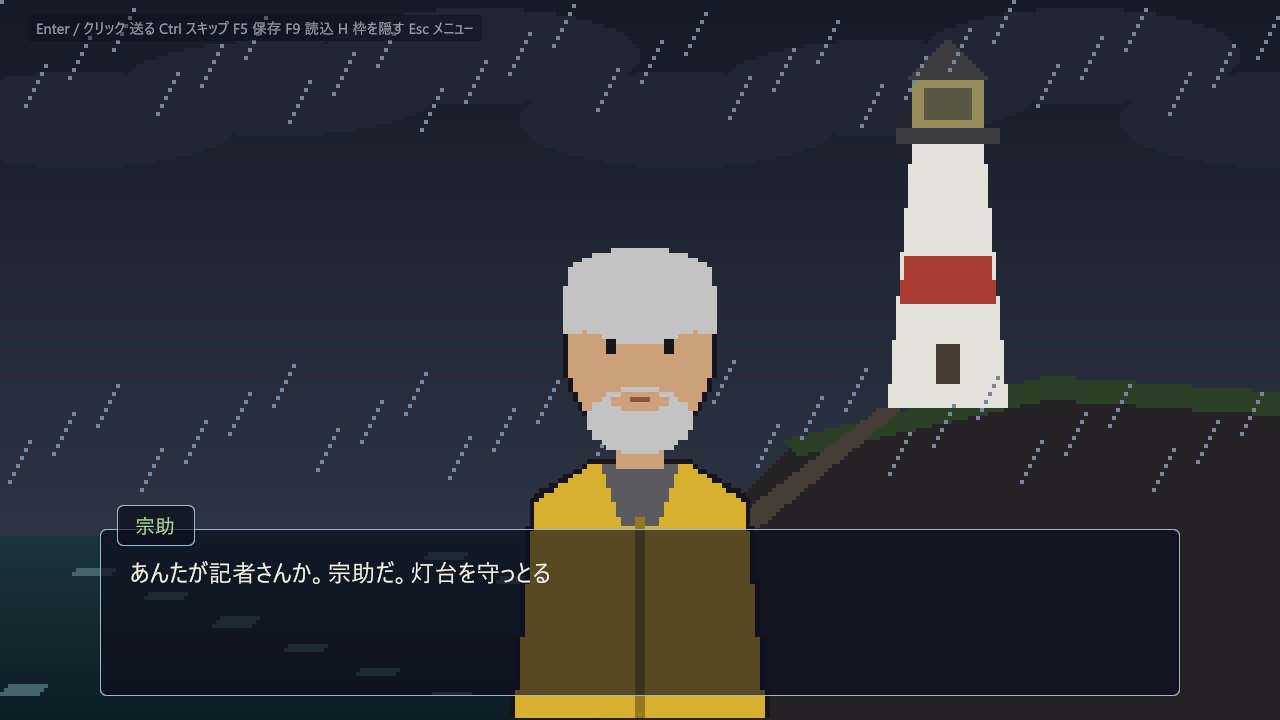 Enter / クリック 送る Ctrl スキップ F5 保存 F9 読込 H 枠を隠す Esc メニュー
宗助
あんたが記者さんか。宗助だ。灯台を守っとる